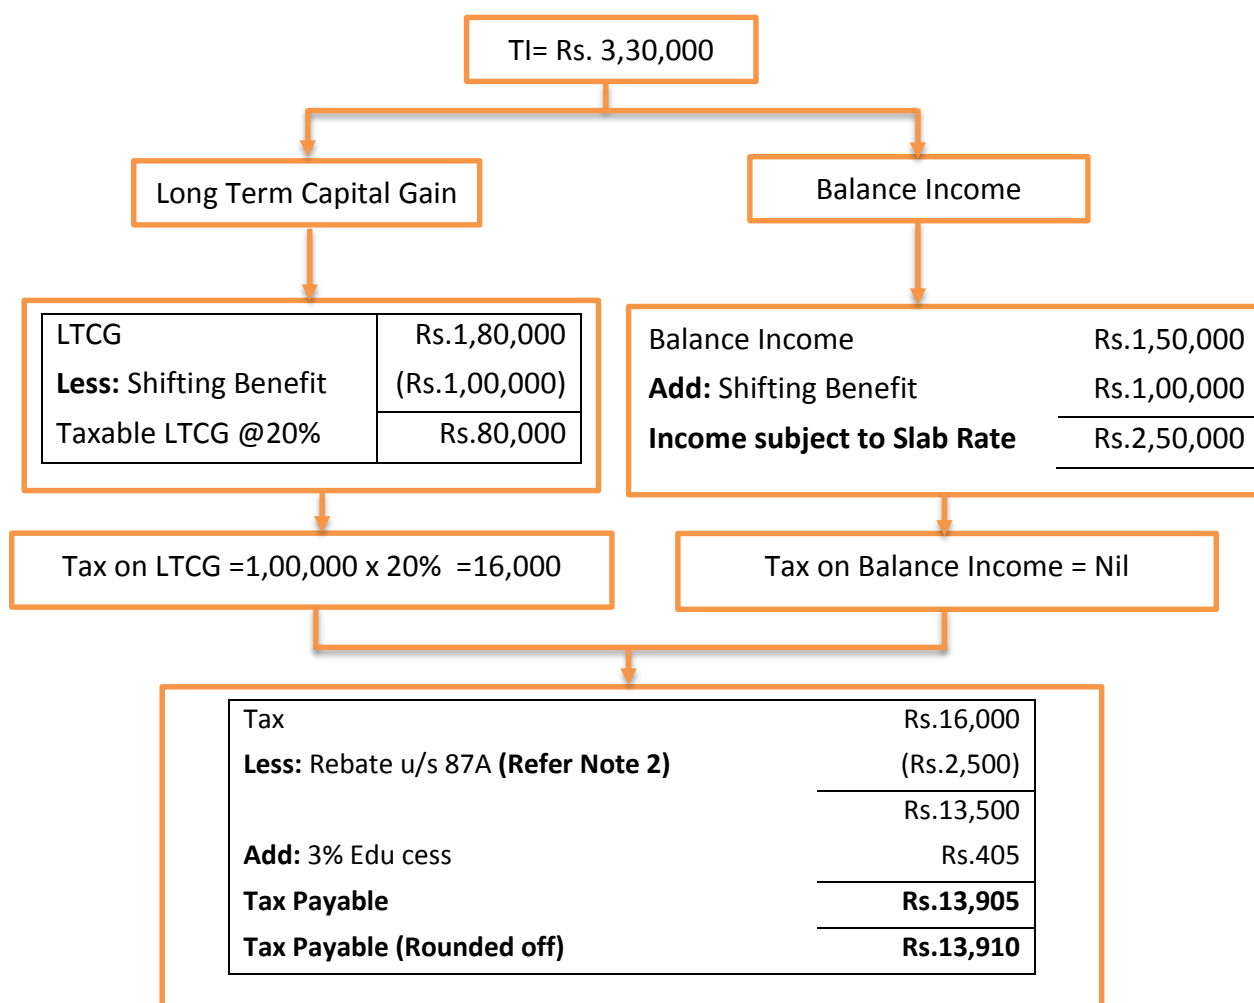 TI= Rs. 3,30,000
Long Term Capital Gain
Balance Income
LTCG Rs.1,80,000
Less: Shifting Benefit (Rs.1,00,000)
Taxable LTCG @20% Rs.80,000
Balance Income Rs.1,50,000
Add: Shifting Benefit Rs.1,00,000
Income subject to Slab Rate Rs.2,50,000
Tax on LTCG =1,00,000 x 20% =16,000
Tax on Balance Income = Nil
Tax Rs.16,000
Less: Rebate u/s 87A (Refer Note 2) (Rs.2,500)
Rs.13,500
Add: 3% Edu cess Rs.405
Tax Payable Rs.13,905
Tax Payable (Rounded off) Rs.13,910